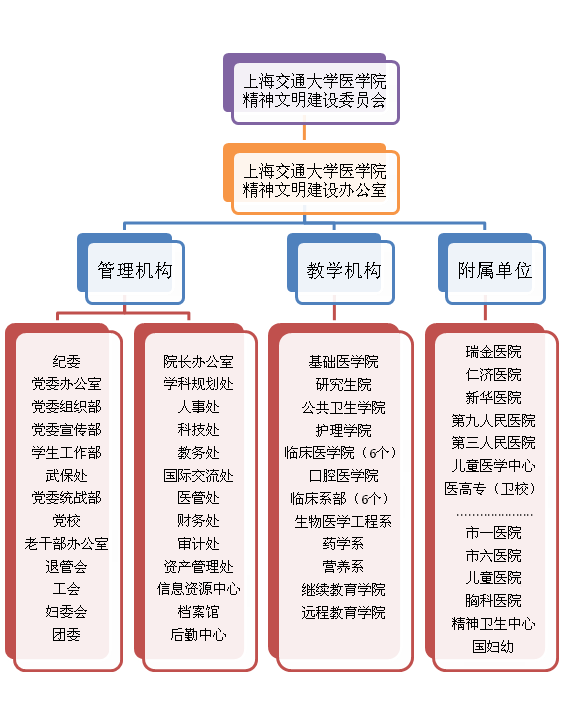 上海交通大学医学院
精神文明建设委员会
上海交通大学医学院
精神文明建设办公室
管理机构
教学机构
附属单位
纪委
党委办公室
党委组织部
党委宣传部
学生工作部
武保处
党委统战部
党校
老干部办公室
退管会
工会
妇委会
团委
院长办公室
学科规划处
人事处
科技处
教务处
国际交流处
医管处
财务处
审计处
资产管理处
信息资源中心
档案馆
后勤中心
基础医学院
研究生院
公共卫生学院
护理学院
临床医学院（6个）
口腔医学院
临床系部（6个）
生物医学工程系
药学系
营养系
继续教育学院
远程教育学院
瑞金医院
仁济医院
新华医院
第九人民医院
第三人民医院
儿童医学中心
医高专（卫校）
…………………
市一医院
市六医院
儿童医院
胸科医院
精神卫生中心
国妇幼